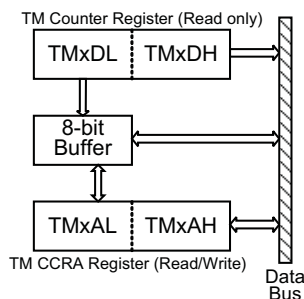 TM Counter Register (Read only)
TMxDL TMxDH
8-bit
Buffer
TMxAL TMxAH
TM CCRA Register (Read/Write)
Data
Bus